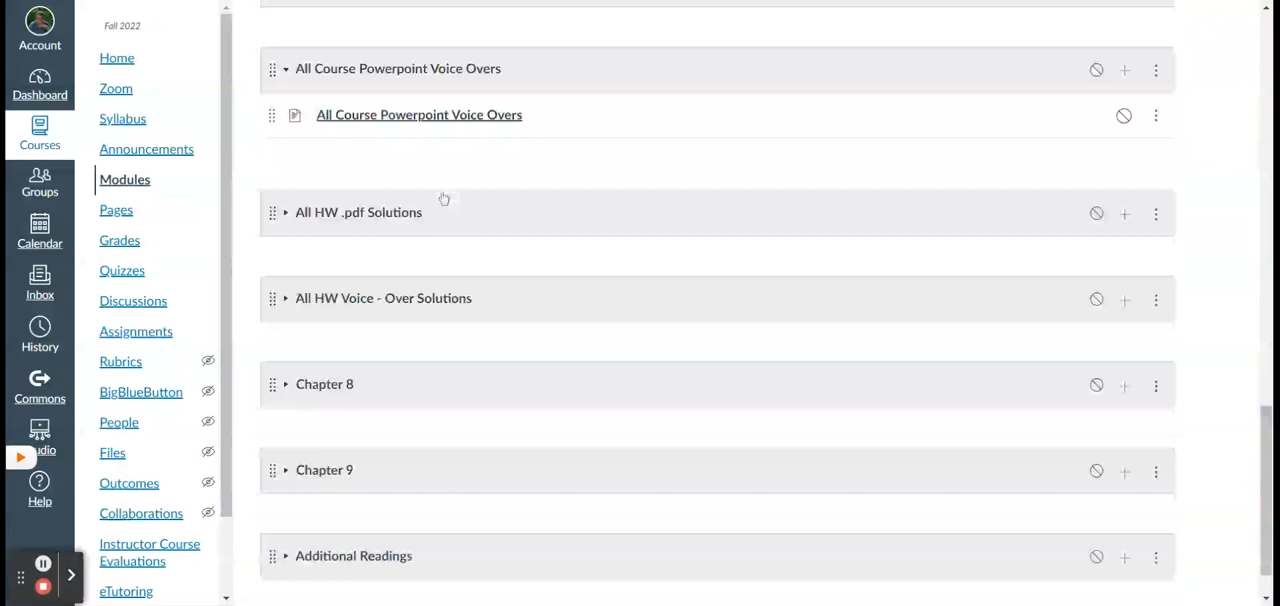 Account
Dashboard
Courses
Groups
Calendar
Inbox
History
Commons
udio
Help
Fall 2022
Home
Zoom
Syllabus
Announcements
Modules
Pages
Grades
Quizzes
Discussions
Assignments
Rubrics
BigBlueButton
People
Files
Outcomes
Collaborations
Instructor Course
Evaluations
eTutoring
All Course Powerpoint Voice Overs
All Course Powerpoint Voice Overs
All HW .pdf Solutions
All HW Voice - Over Solutions
Chapter 8
Chapter 9
Additional Readings